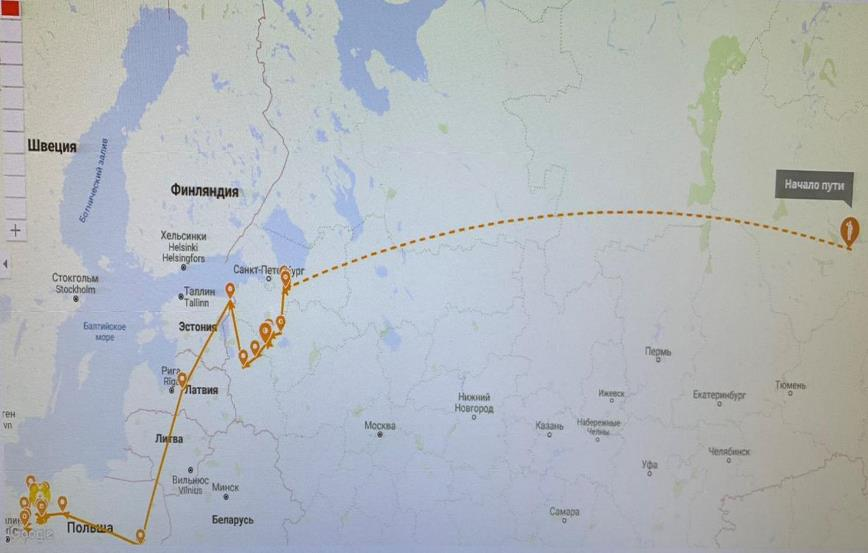 Швеция
Ботнический залив
Финляндия
Начало пути
Хельсинки
Helsinki
Helsingfors
Санкт-Петербург
Стокгольм
Stockholm
Таллин
Tallinn
Балтийское
море
Эстония
Рига
Rīga
Латвия
Пермь
Тюмень
Ижевск
Екатеринбург
Нижний
Новгород
Казань
Набережные
Челны
Москва
Литва
Челябинск
Уфа
Вильнюс
Vilnius
Минск
Самара
Беларусь
Польша
Google